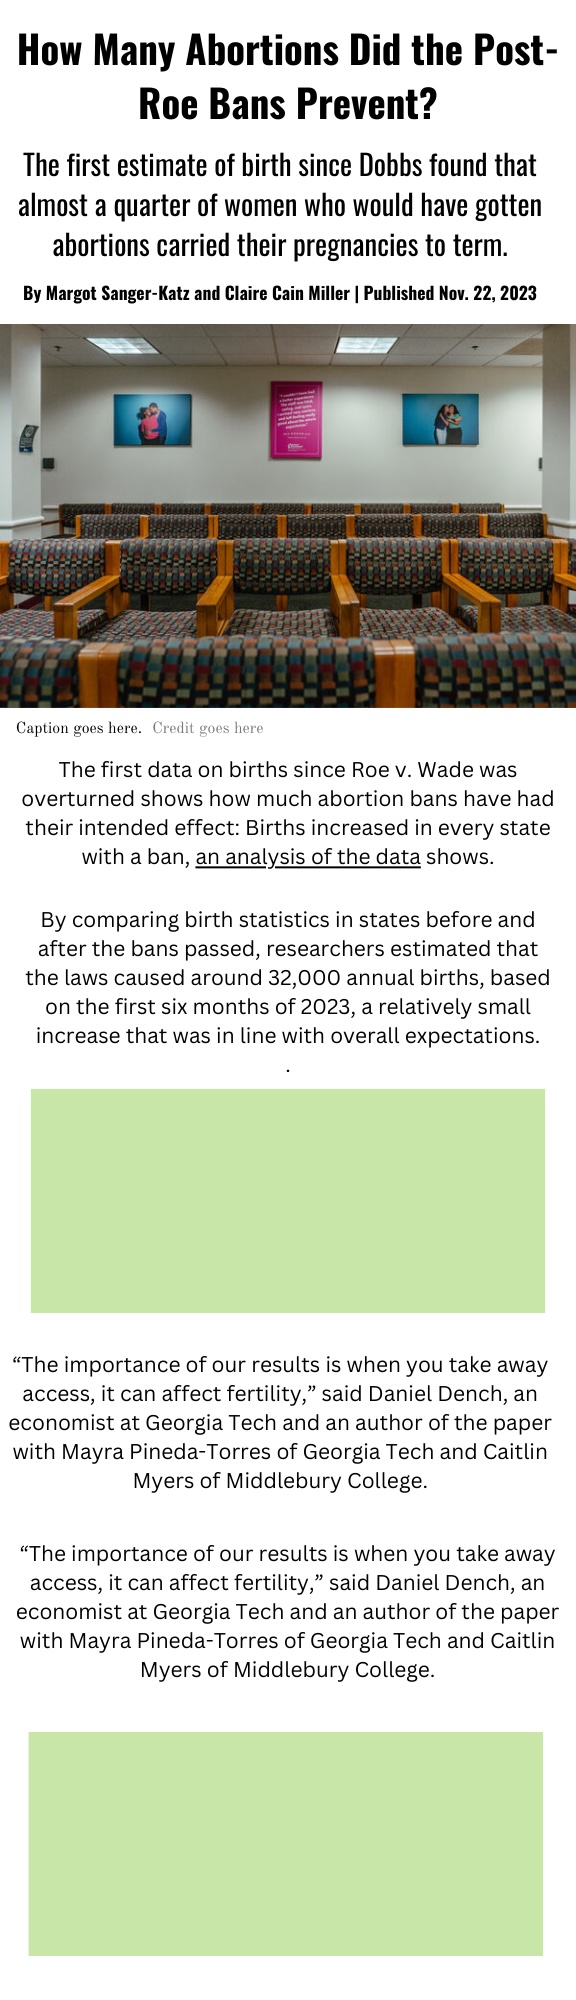 How Many Abortions Did the Post-
Roe Bans Prevent?
The first estimate of birth since Dobbs found that
almost a quarter of women who would have gotten
abortions carried their pregnancies to term.
By Margot Sanger-Katz and Claire Cain Miller | Published Nov. 22, 2023
Caption goes here. Credit goes here
The first data on births since Roe v. Wade was
overturned shows how much abortion bans have had
their intended effect: Births increased in every state
with a ban, an analysis of the data shows.
By comparing birth statistics in states before and
after the bans passed, researchers estimated that
the laws caused around 32,000 annual births, based
on the first six months of 2023, a relatively small
increase that was in line with overall expectations.
.
“The importance of our results is when you take away
access, it can affect fertility,” said Daniel Dench, an
economist at Georgia Tech and an author of the paper
with Mayra Pineda-Torres of Georgia Tech and Caitlin
Myers of Middlebury College.
“The importance of our results is when you take away
access, it can affect fertility,” said Daniel Dench, an
economist at Georgia Tech and an author of the paper
with Mayra Pineda-Torres of Georgia Tech and Caitlin
Myers of Middlebury College.